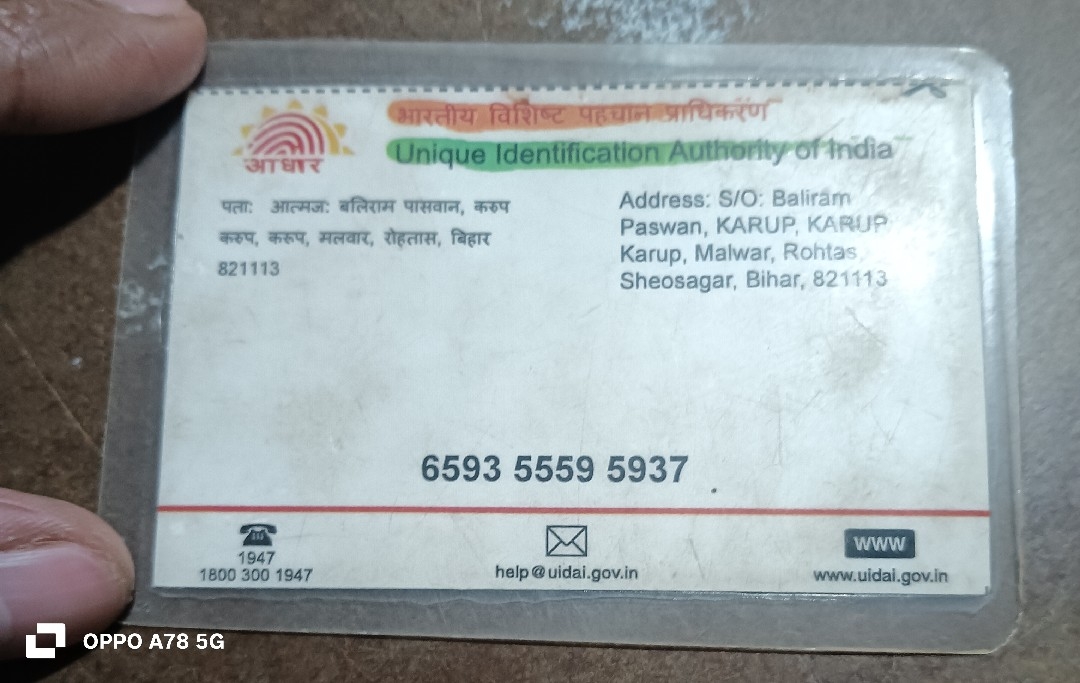 भारतीय विशिष्ट पहचान प्राधिकरण
आधार
Unique Identification Authority of India
पता: आत्मज: बलिराम पासवान, करुप
करुप, करूप, मलवार, रोहतास, बिहार
821113
Address: S/O: Baliram
Paswan, KARUP, KARUP
Karup, Malwar, Rohtas,
Sheosagar, Bihar, 821113
6593 5559 5937
1947
1800 300 1947
help@uidai.gov.in
WWW
www.uidai.gov.in
OPPO A78 5G